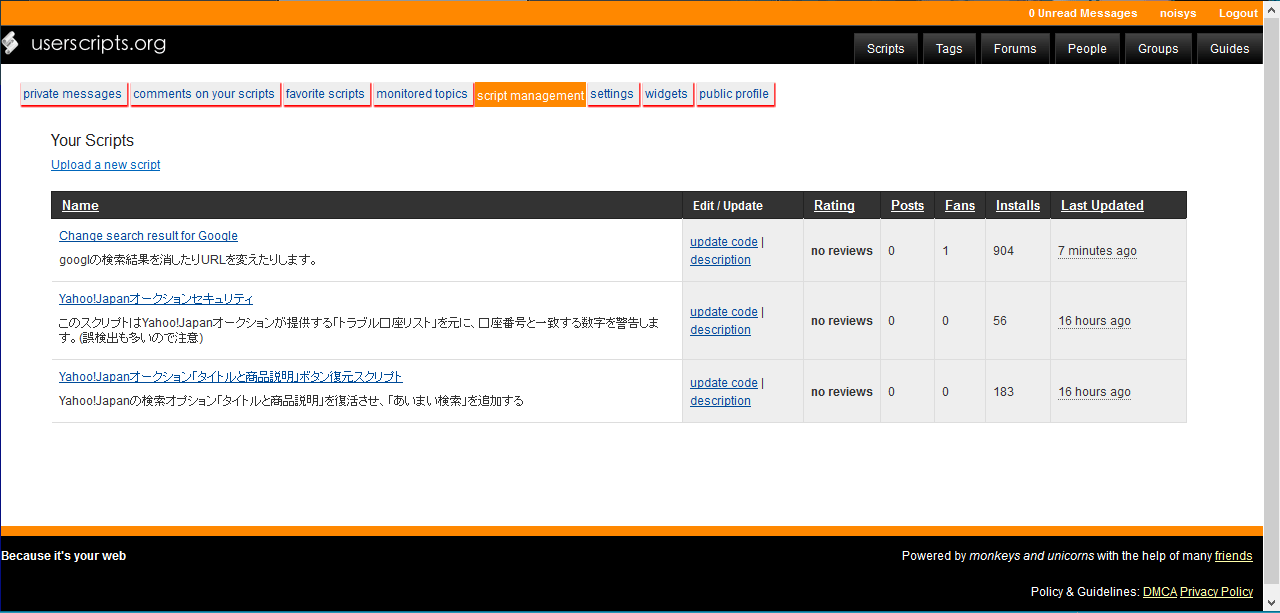 0 Unread Messages noisys Logout
userscripts.org
Scripts Tags Forums People Groups Guides
private messages comments on your scripts favorite scripts monitored topics script management settings widgets public profile
Your Scripts
Upload a new script
Name Edit / Update Rating Posts Fans Installs Last Updated
Change search result for Google
googlの検索結果を消したりURLを変えたりします。
update code |
description
no reviews 0 1 904 7 minutes ago
Yahoo!Japanオークションセキュリティ
このスクリプトはYahoo!Japanオークションが提供する「トラブル口座リスト」を元に、口座番号と一致する数字を警告しま
す。(誤検出も多いので注意)
update code |
description
no reviews 0 0 56 16 hours ago
Yahoo!Japanオークション「タイトルと商品説明」ボタン復元スクリプト
Yahoo!Japanの検索オプション「タイトルと商品説明」を復活させ、「あいまい検索」を追加する
update code |
description
no reviews 0 0 183 16 hours ago
Because it's your web
Powered by monkeys and unicorns with the help of many friends
Policy & Guidelines: DMCA Privacy Policy